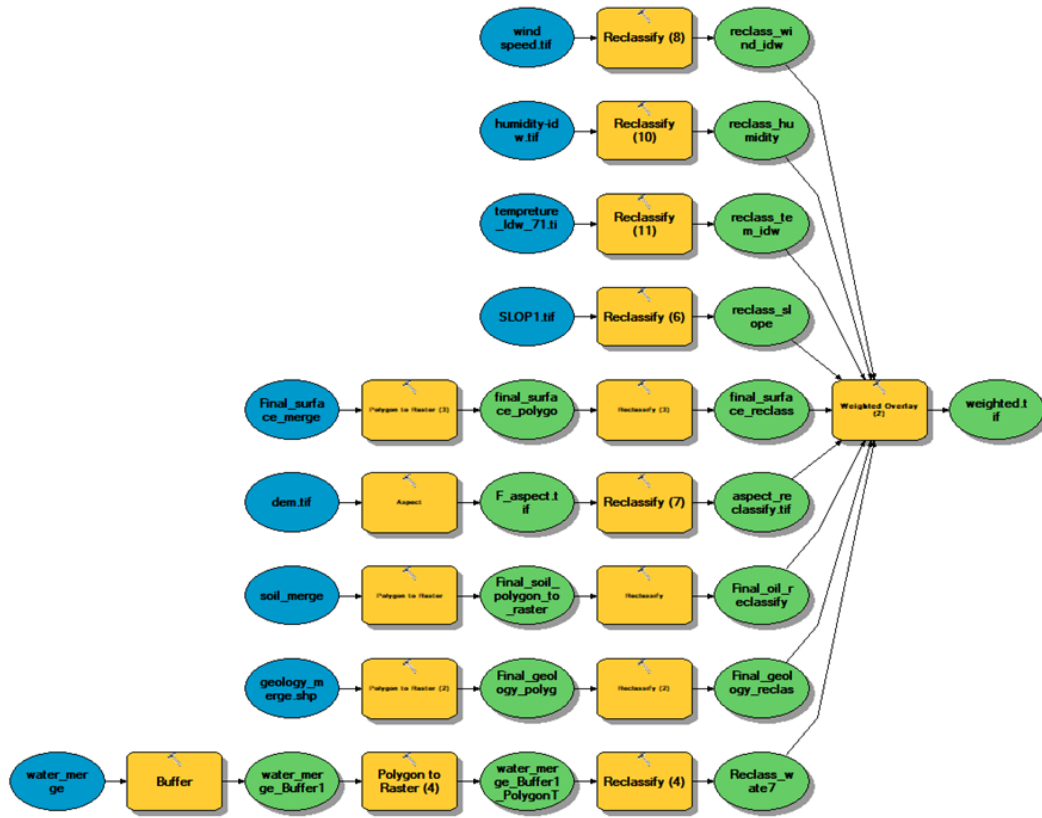 wind
speed.tif
Reclassify (8)
reclass_wi
nd_idw
humidity-id
w.tif
Reclassify
(10)
reclass_hu
midity
tempreture
_Idw_71.ti
Reclassify
(11)
reclass_te
m_idw
SLOP1.tif
Reclassify (6)
reclass_sl
ope
Final_surfa
ce_merge
Polygon to Raster (3)
final_surfa
ce_polygo
Reclassify (3)
final_surfa
ce_reclass
Weighted Overlay
(2)
weighted.t
if
dem.tif
Aspect
F_aspect.t
if
Reclassify (7)
aspect_re
classify.tif
soil_merge
Polygon to Raster
Final_soil_
polygon_to
_raster
Reclassify
Final_oil_r
eclassify
geology_m
erge.shp
Polygon to Raster (2)
Final_geol
ogy_polyg
Reclassify (2)
Final_geol
ogy_reclas
water_mer
ge
Buffer
water_mer
ge_Buffer1
Polygon to
Raster (4)
water_mer
ge_Buffer1
_PolygonT
Reclassify (4)
Reclass_w
ate7